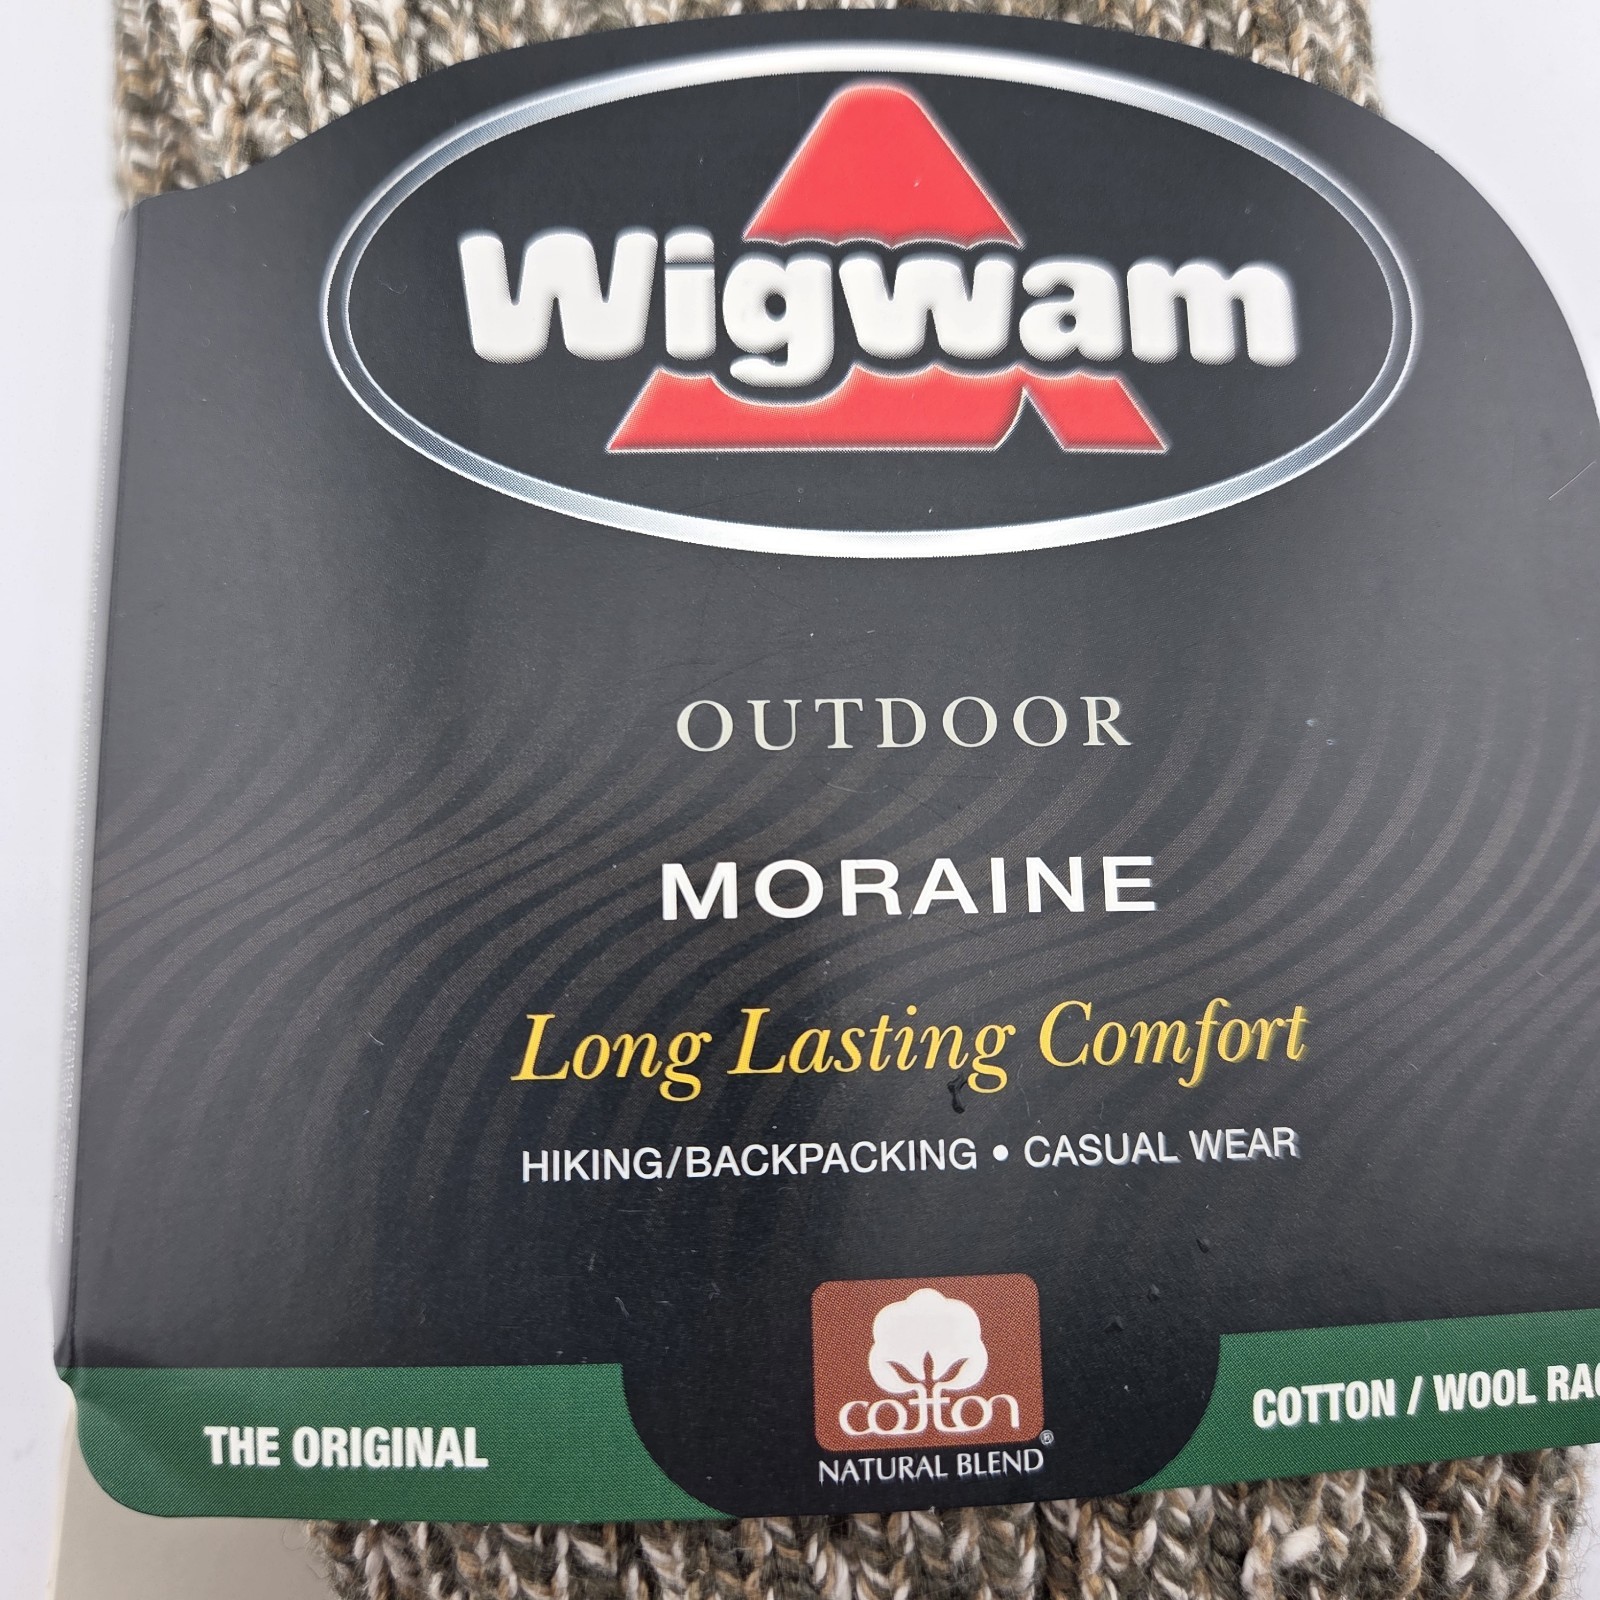 Wigwam
OUTDOOR
MORAINE
Long Lasting Comfort
HIKING/BACKPACKING • CASUAL WEAR
cotton
NATURAL BLEND®
THE ORIGINAL
COTTON / WOOL